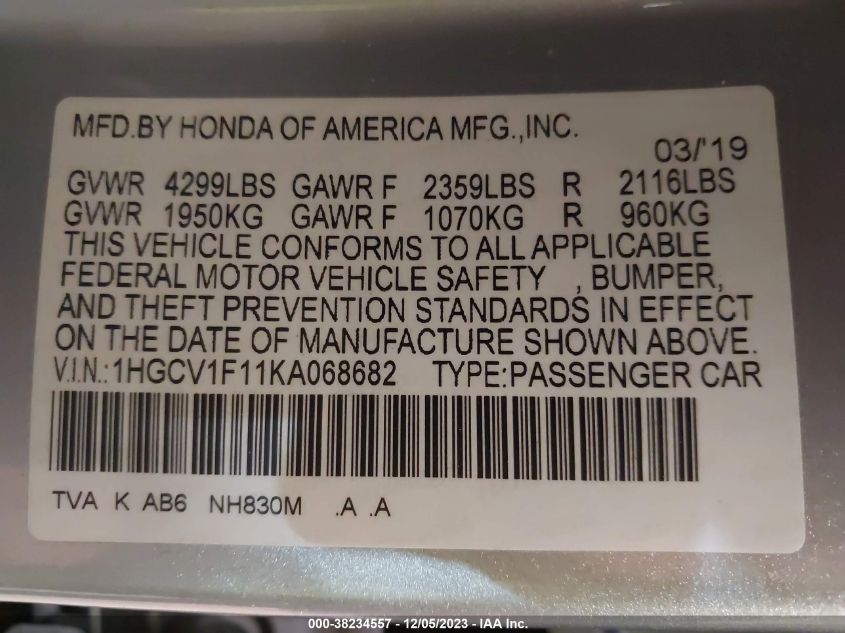 MFD.BY HONDA OF AMERICA MFG.,INC.
03/'19
GVWR 4299LBS GAWR F 2359LBS R 2116LBS
GVWR 1950KG GAWR F 1070KG R 960KG
THIS VEHICLE CONFORMS TO ALL APPLICABLE
FEDERAL MOTOR VEHICLE SAFETY , BUMPER,
AND THEFT PREVENTION STANDARDS IN EFFECT
ON THE DATE OF MANUFACTURE SHOWN ABOVE.
V.I.N.:1HGCV1F11KA068682 TYPE:PASSENGER CAR
TVA K AB6 NH830M .A .A
000-38234557 - 12/05/2023 - IAA Inc.